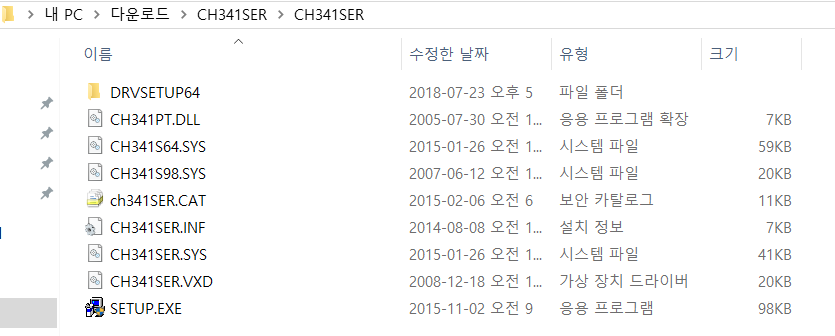 내 PC > 다운로드 > CH341SER > CH341SER
이름 수정한 날짜 유형 크기
DRVSETUP64 2018-07-23 오후 5 파일 폴더
CH341PT.DLL 2005-07-30 오전 1... 응용 프로그램 확장 7KB
CH341S64.SYS 2015-01-26 오전 1... 시스템 파일 59KB
CH341S98.SYS 2007-06-12 오전 1... 시스템 파일 20KB
ch341SER.CAT 2015-02-06 오전 6 보안 카탈로그 11KB
CH341SER.INF 2014-08-08 오전 1... 설치 정보 7KB
CH341SER.SYS 2015-01-26 오전 1... 시스템 파일 41KB
CH341SER.VXD 2008-12-18 오전 1... 가상 장치 드라이버 20KB
SETUP.EXE 2015-11-02 오전 9 응용 프로그램 98KB